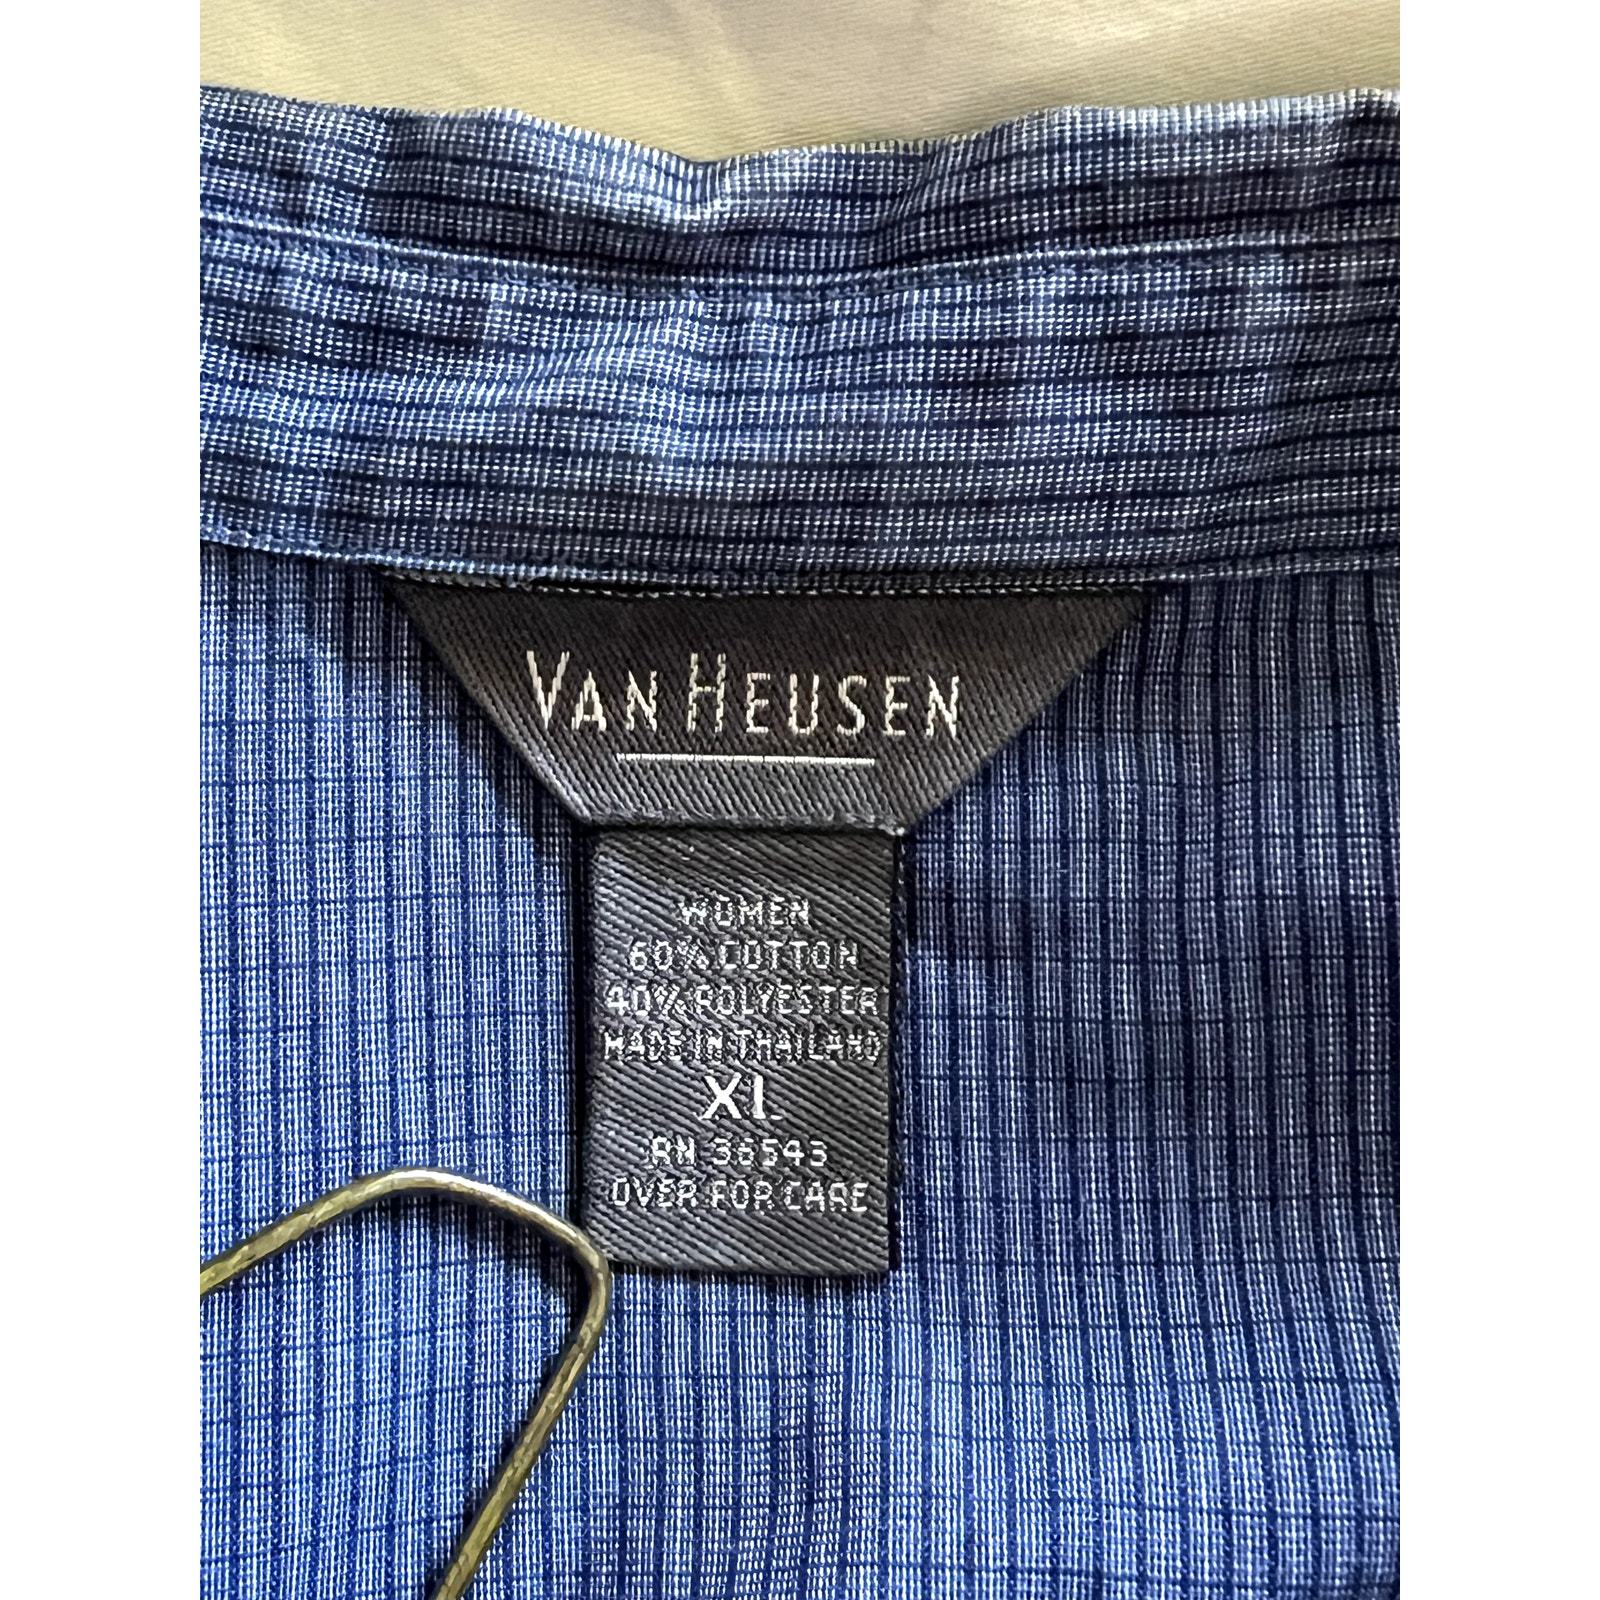 VAN HEUSEN
WOMEN
60% COTTON
40% POLYESTER
MADE IN THAILAND
XL
RN 36543
OVER FOR CARE